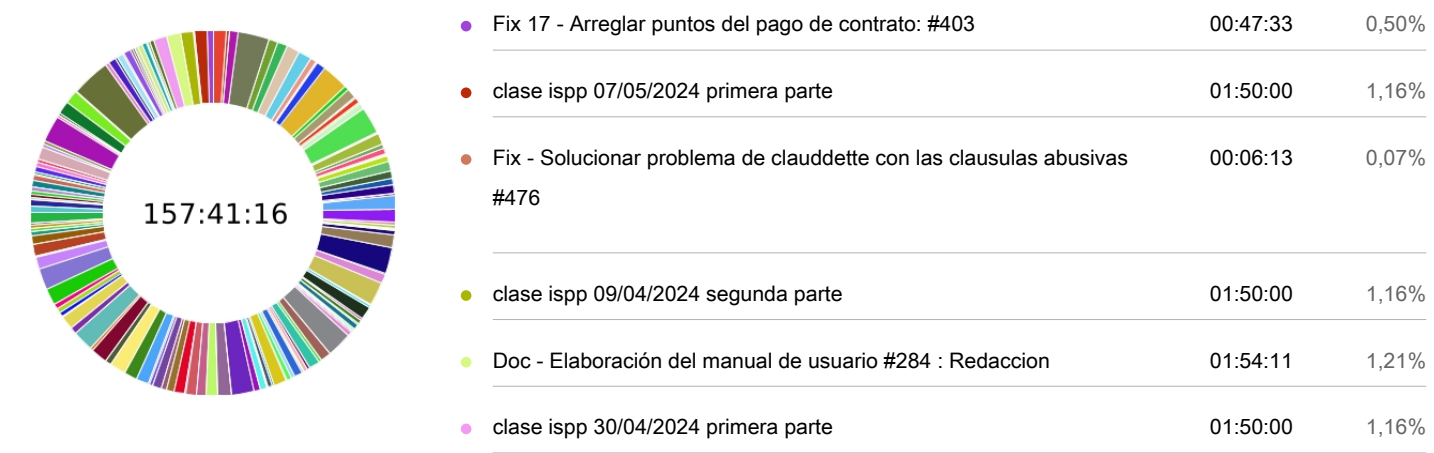 157:41:16
Fix 17 - Arreglar puntos del pago de contrato: #403 00:47:33 0,50%
clase ispp 07/05/2024 primera parte 01:50:00 1,16%
Fix - Solucionar problema de clauddette con las clausulas abusivas 00:06:13 0,07%
#476
clase ispp 09/04/2024 segunda parte 01:50:00 1,16%
Doc - Elaboración del manual de usuario #284 : Redaccion 01:54:11 1,21%
clase ispp 30/04/2024 primera parte 01:50:00 1,16%